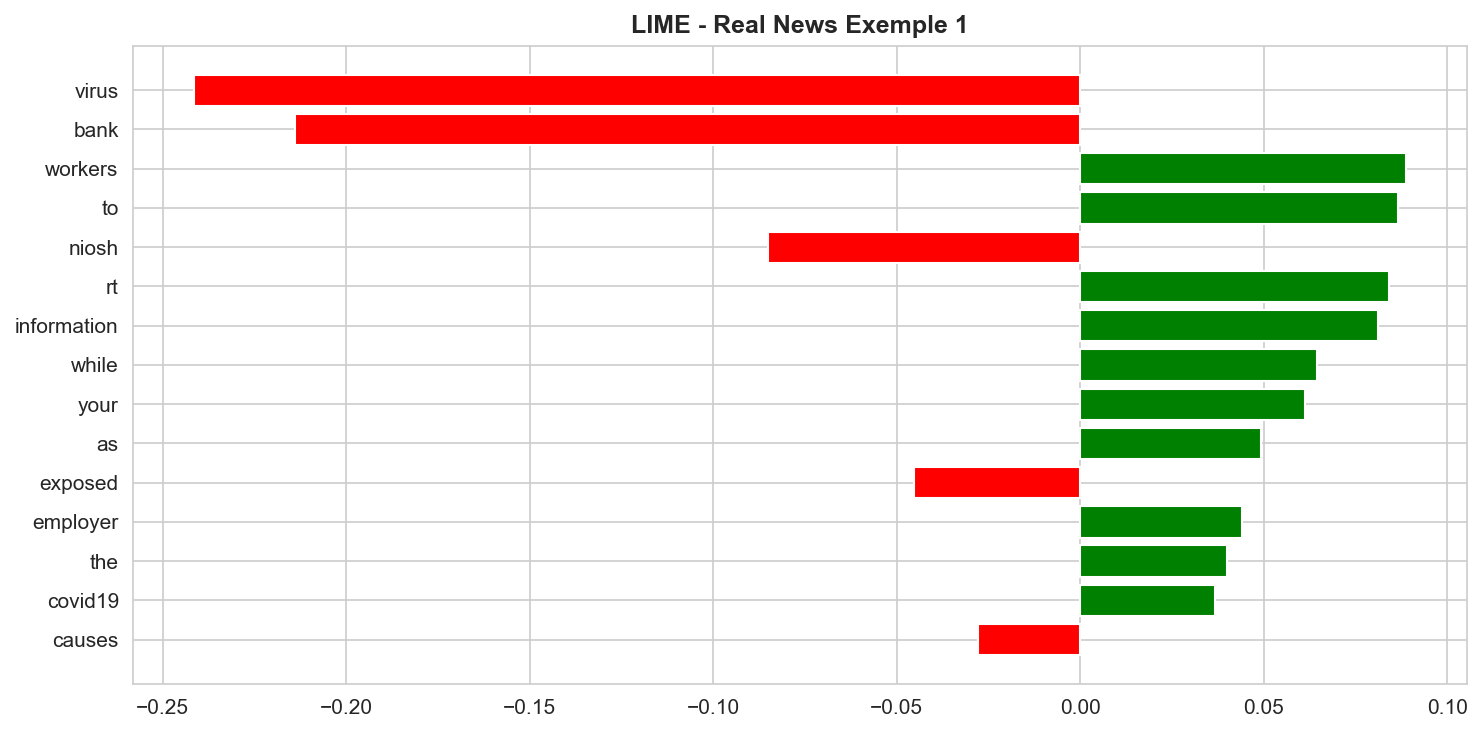 LIME - Real News Exemple 1
virus
bank
workers
to
niosh
rt
information
while
your
as
exposed
employer
the
covid19
causes
−0.25 −0.20 −0.15 −0.10 −0.05 0.00 0.05 0.10